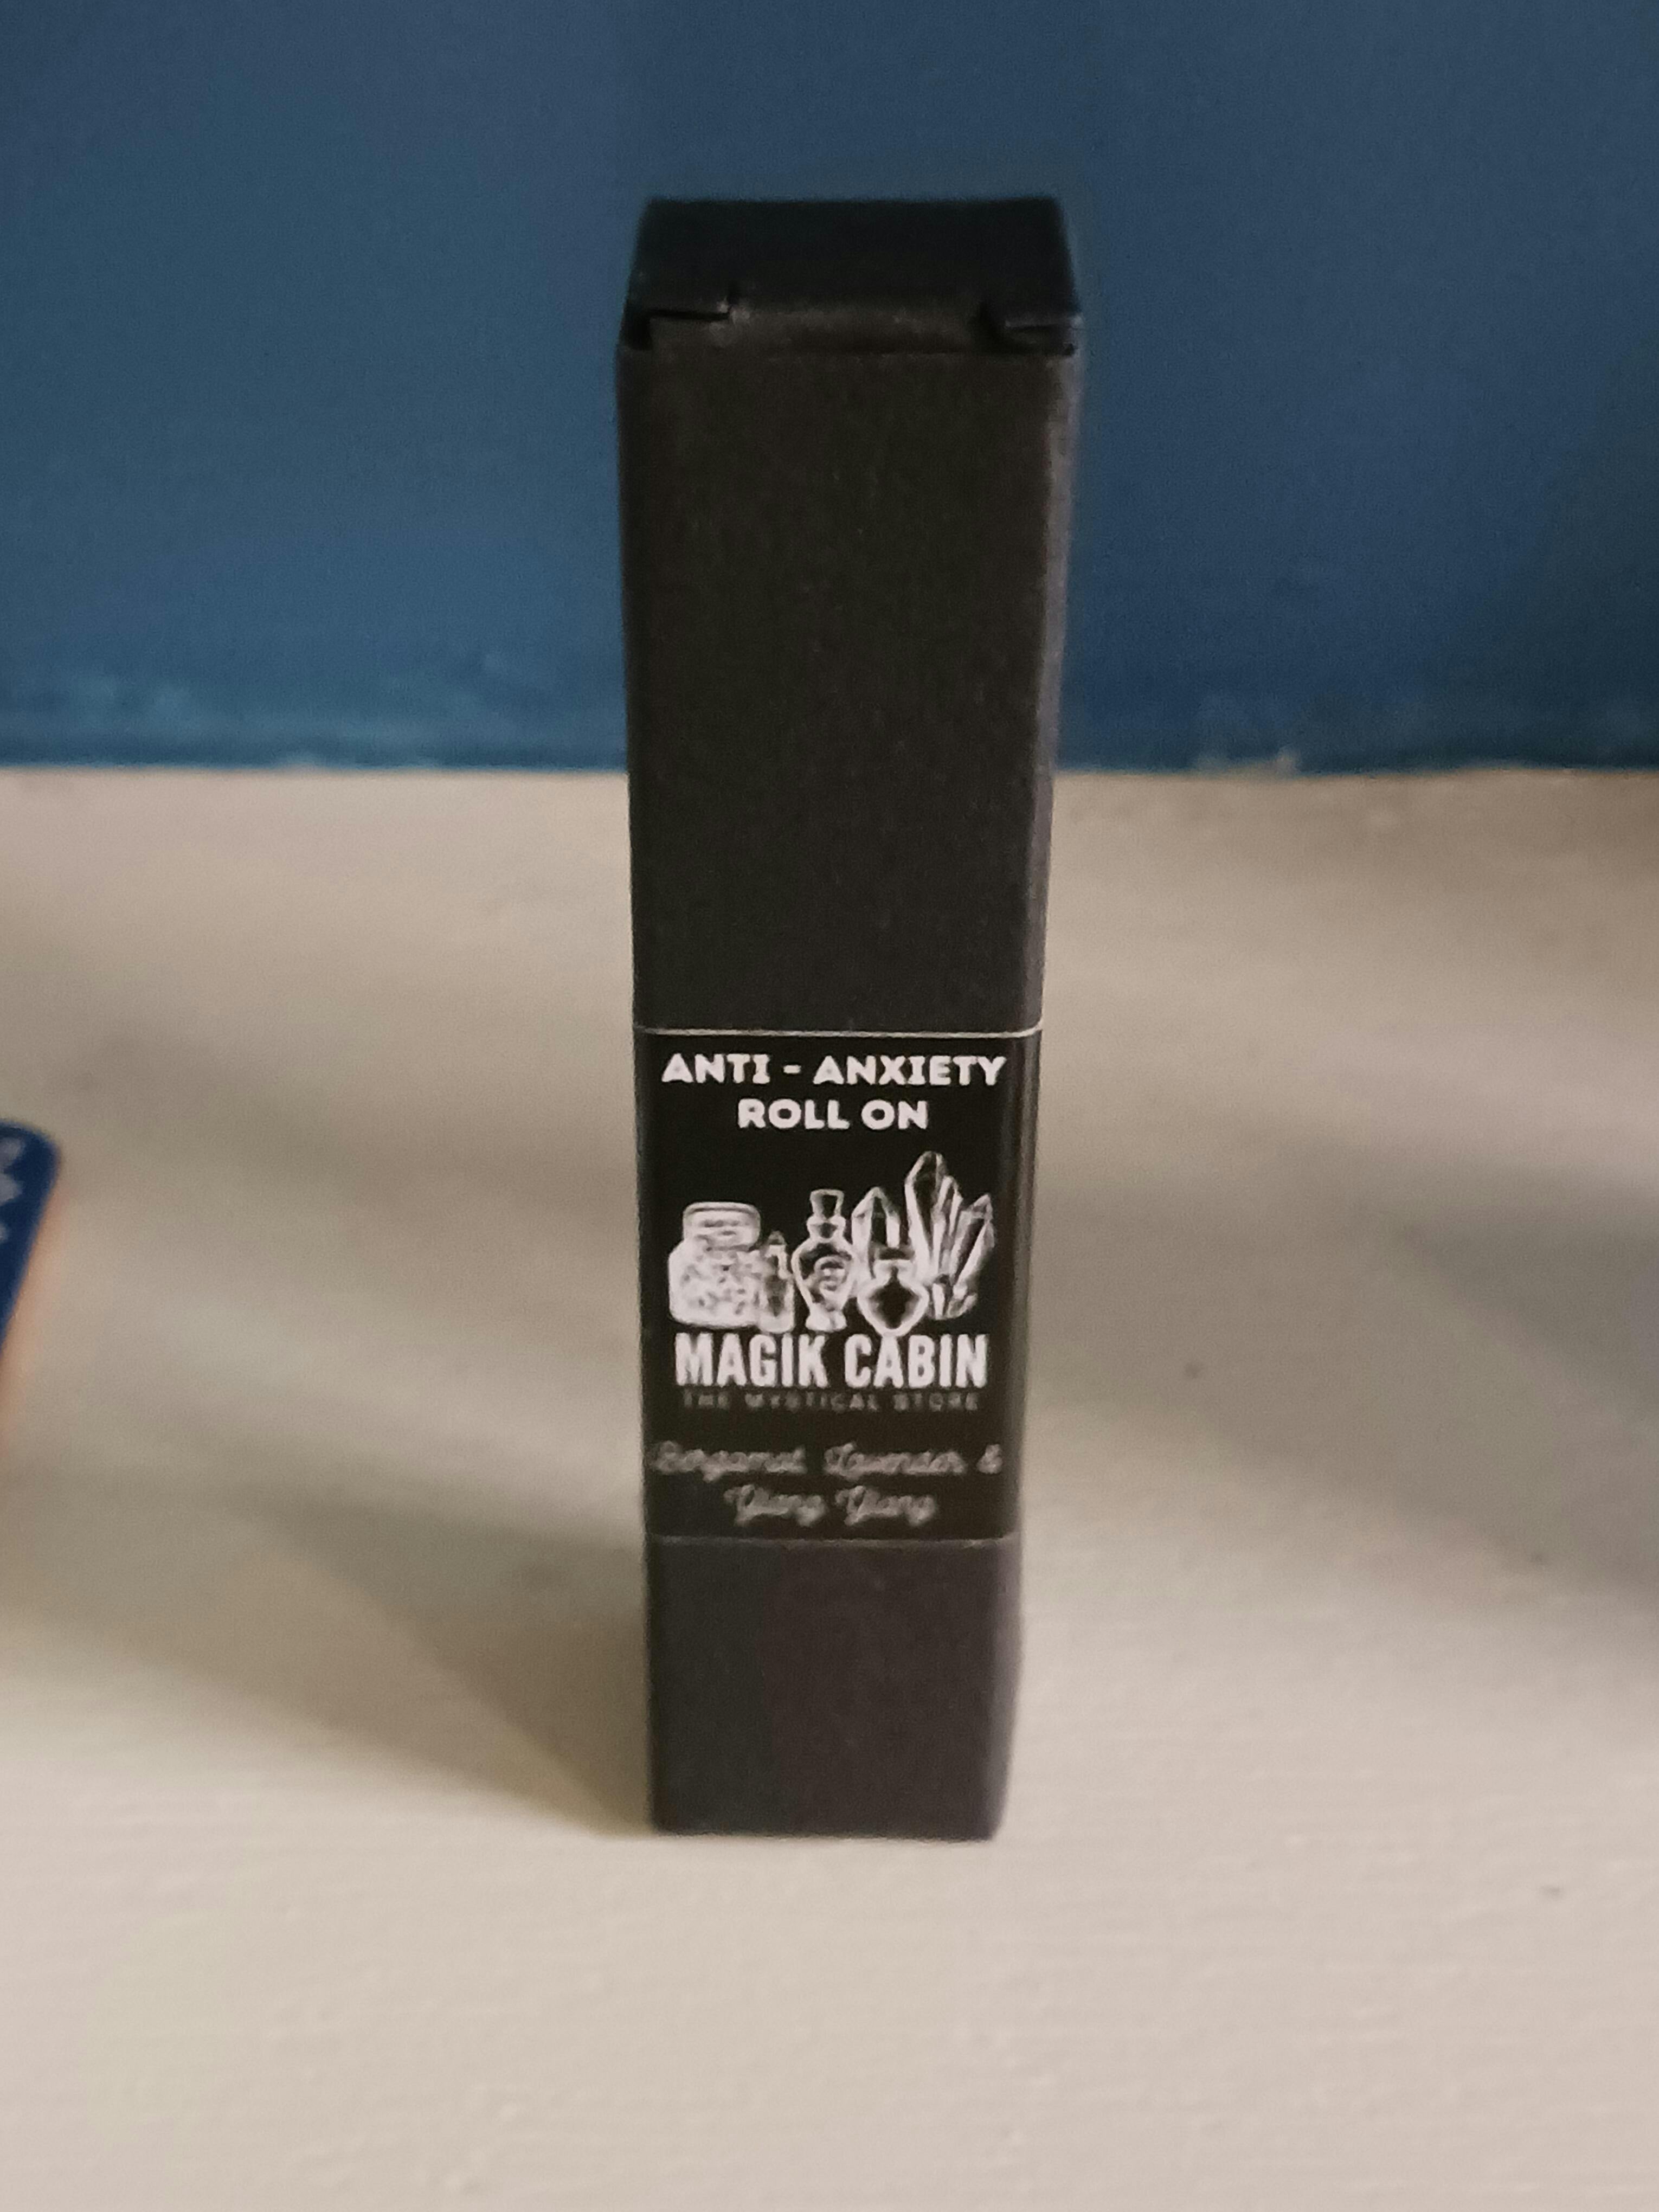 ANTI - ANXIETY
ROLL ON
MAGIK CABIN
THE MYSTICAL STORE
Bergamot, Lavender &
Ylang Ylang